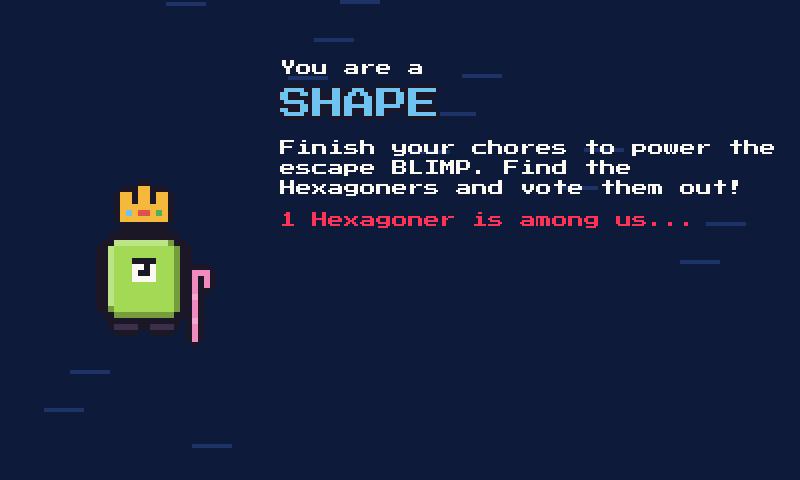 You are a
SHAPE
Finish your chores to power the
escape BLIMP. Find the
Hexagoners and vote them out!
1 Hexagoner is among us...